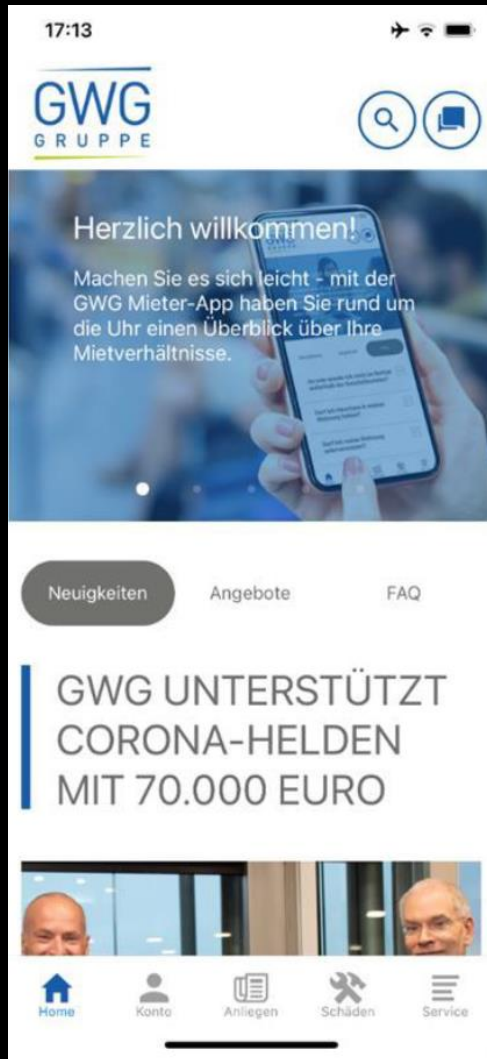 17:13
GWG
GRUPPE
Herzlich willkommen!
Machen Sie es sich leicht - mit der
GWG Mieter-App haben Sie rund um
die Uhr einen Überblick über Ihre
Mietverhältnisse.
Neuigkeiten Angebote FAQ
GWG UNTERSTÜTZT
CORONA-HELDEN
MIT 70.000 EURO
Home Konto Anliegen Schäden Service